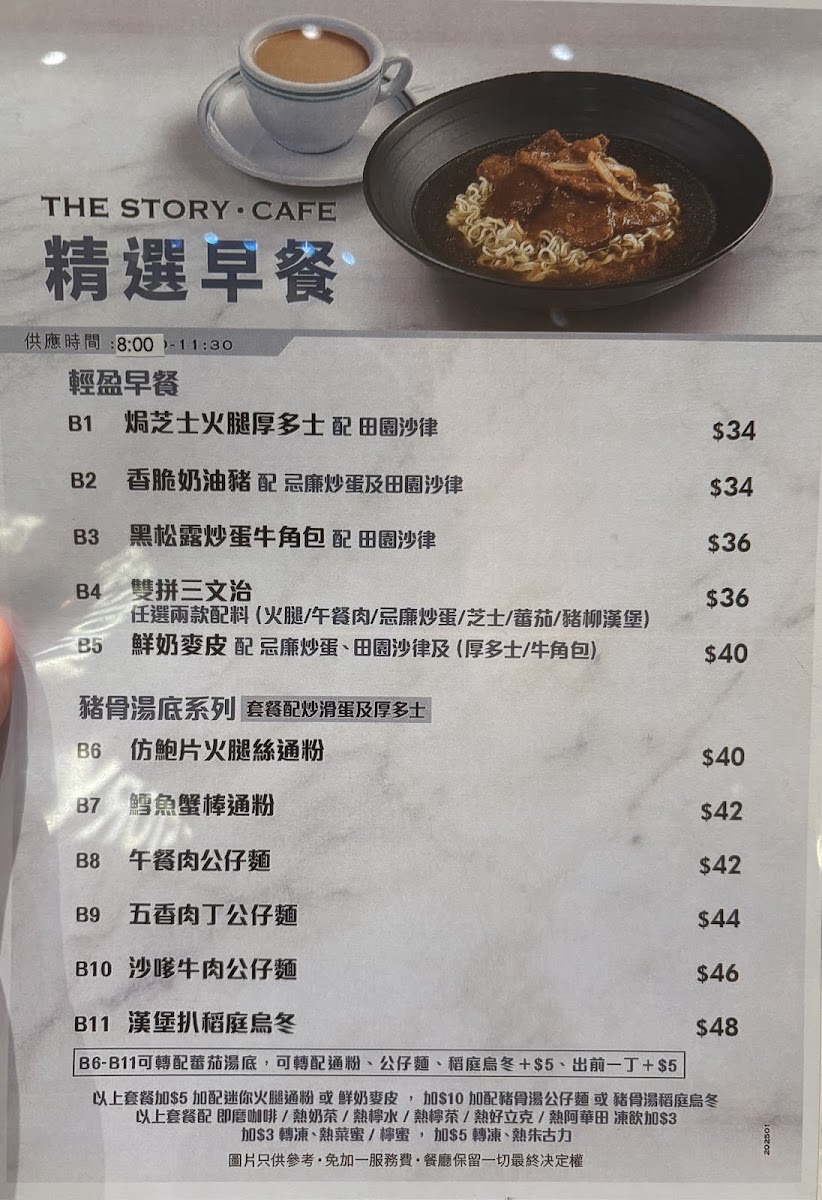 THE STORY·CAFE
精選早餐
供應時間 :8:00 -11:30
輕盈早餐
B1 焗芝士火腿厚多士 配 田園沙律 $34
B2 香脆奶油豬 配 忌廉炒蛋及田園沙律 $34
B3 黑松露炒蛋牛角包 配 田園沙律 $36
B4 雙拼三文治 $36
任選兩款配料 (火腿/午餐肉/忌廉炒蛋/芝士/蕃茄/豬柳漢堡)
B5 鮮奶麥皮 配 忌廉炒蛋、田園沙律及 (厚多士/牛角包) $40
豬骨湯底系列 套餐配炒滑蛋及厚多士
B6 仿鮑片火腿絲通粉 $40
B7 鱈魚蟹棒通粉 $42
B8 午餐肉公仔麵 $42
B9 五香肉丁公仔麵 $44
B10 沙嗲牛肉公仔麵 $46
B11 漢堡扒稻庭烏冬 $48
B6-B11可轉配蕃茄湯底，可轉配通粉、公仔麵、稻庭烏冬+$5、出前一丁+$5
以上套餐加$5 加配迷你火腿通粉 或 鮮奶麥皮 ， 加$10 加配豬骨湯公仔麵 或 豬骨湯稻庭烏冬
以上套餐配 即磨咖啡 / 熱奶茶 / 熱檸水 / 熱檸茶 / 熱好立克 / 熱阿華田 凍飲加$3
加$3 轉凍、熱菜蜜 / 檸蜜 ， 加$5 轉凍、熱朱古力
圖片只供參考·免加一服務費·餐廳保留一切最終決定權
202501